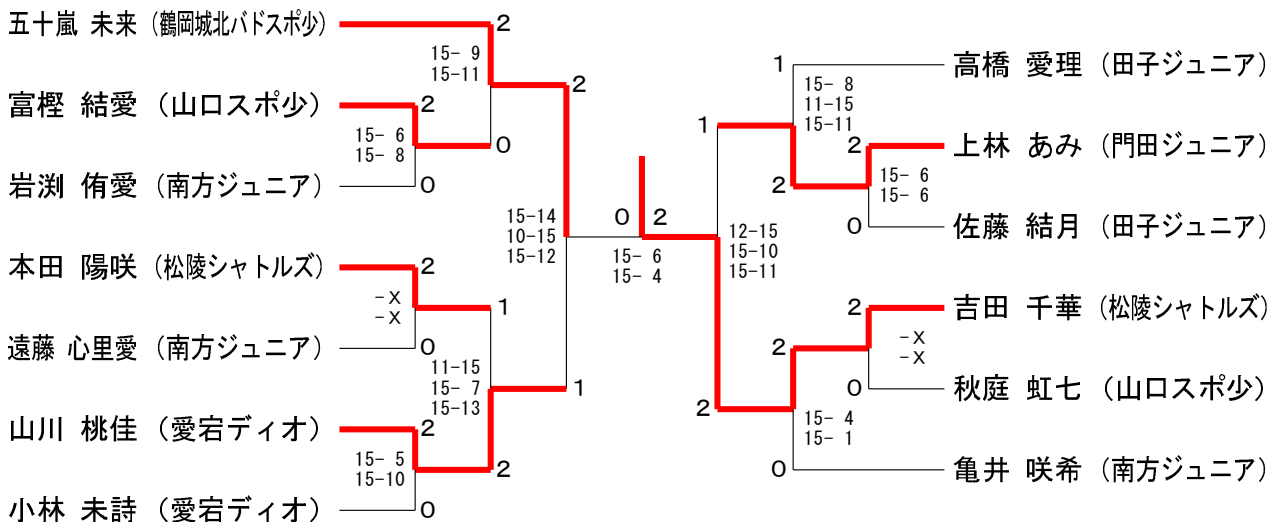 五十嵐 未来 (鶴岡城北バドスポ少)
2
15- 9
15-11
2
富樫 結愛 (山口スポ少)
2
15- 6
15- 8
0
岩渕 侑愛 (南方ジュニア)
0
15-14
10-15
15-12
本田 陽咲 (松陵シャトルズ)
2
-X
-X
1
遠藤 心里愛 (南方ジュニア)
0
11-15
15- 7
15-13
1
山川 桃佳 (愛宕ディオ)
2
15- 5
15-10
2
小林 未詩 (愛宕ディオ)
0
0 2
15- 6
15- 4
1
高橋 愛理 (田子ジュニア)
15- 8
11-15
15-11
1
2
上林 あみ (門田ジュニア)
2
15- 6
15- 6
0
佐藤 結月 (田子ジュニア)
12-15
15-10
15-11
2
吉田 千華 (松陵シャトルズ)
-X
-X
2
0
秋庭 虹七 (山口スポ少)
2
15- 4
15- 1
0
亀井 咲希 (南方ジュニア)